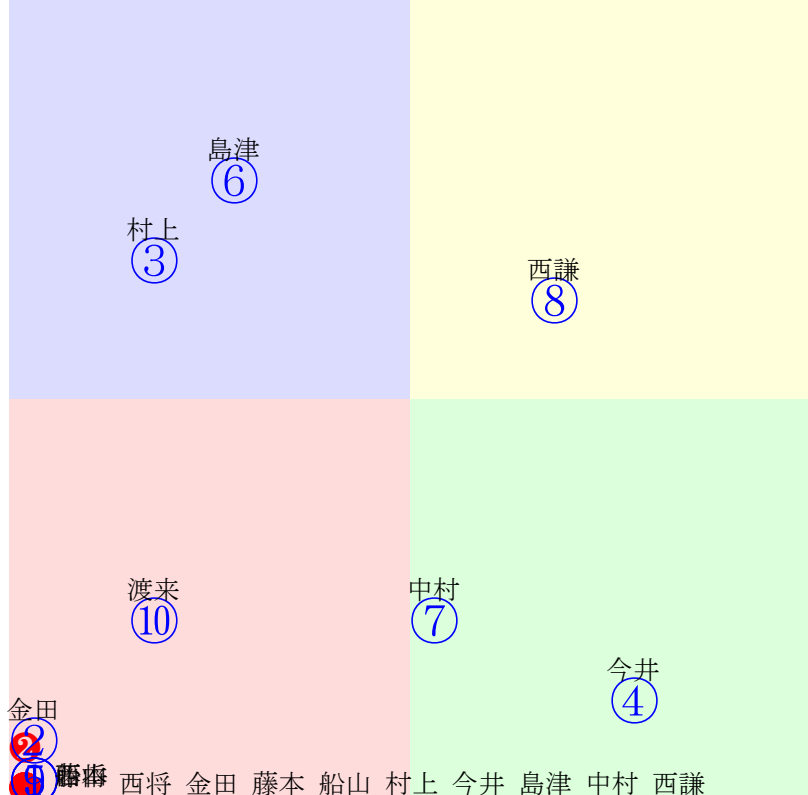 島津
⑥
村上
③
西謙
⑧
渡来
⑩
中村
⑦
今井
④
金田
②
西将 金田 藤本 船山 村上 今井 島津 中村 西謙